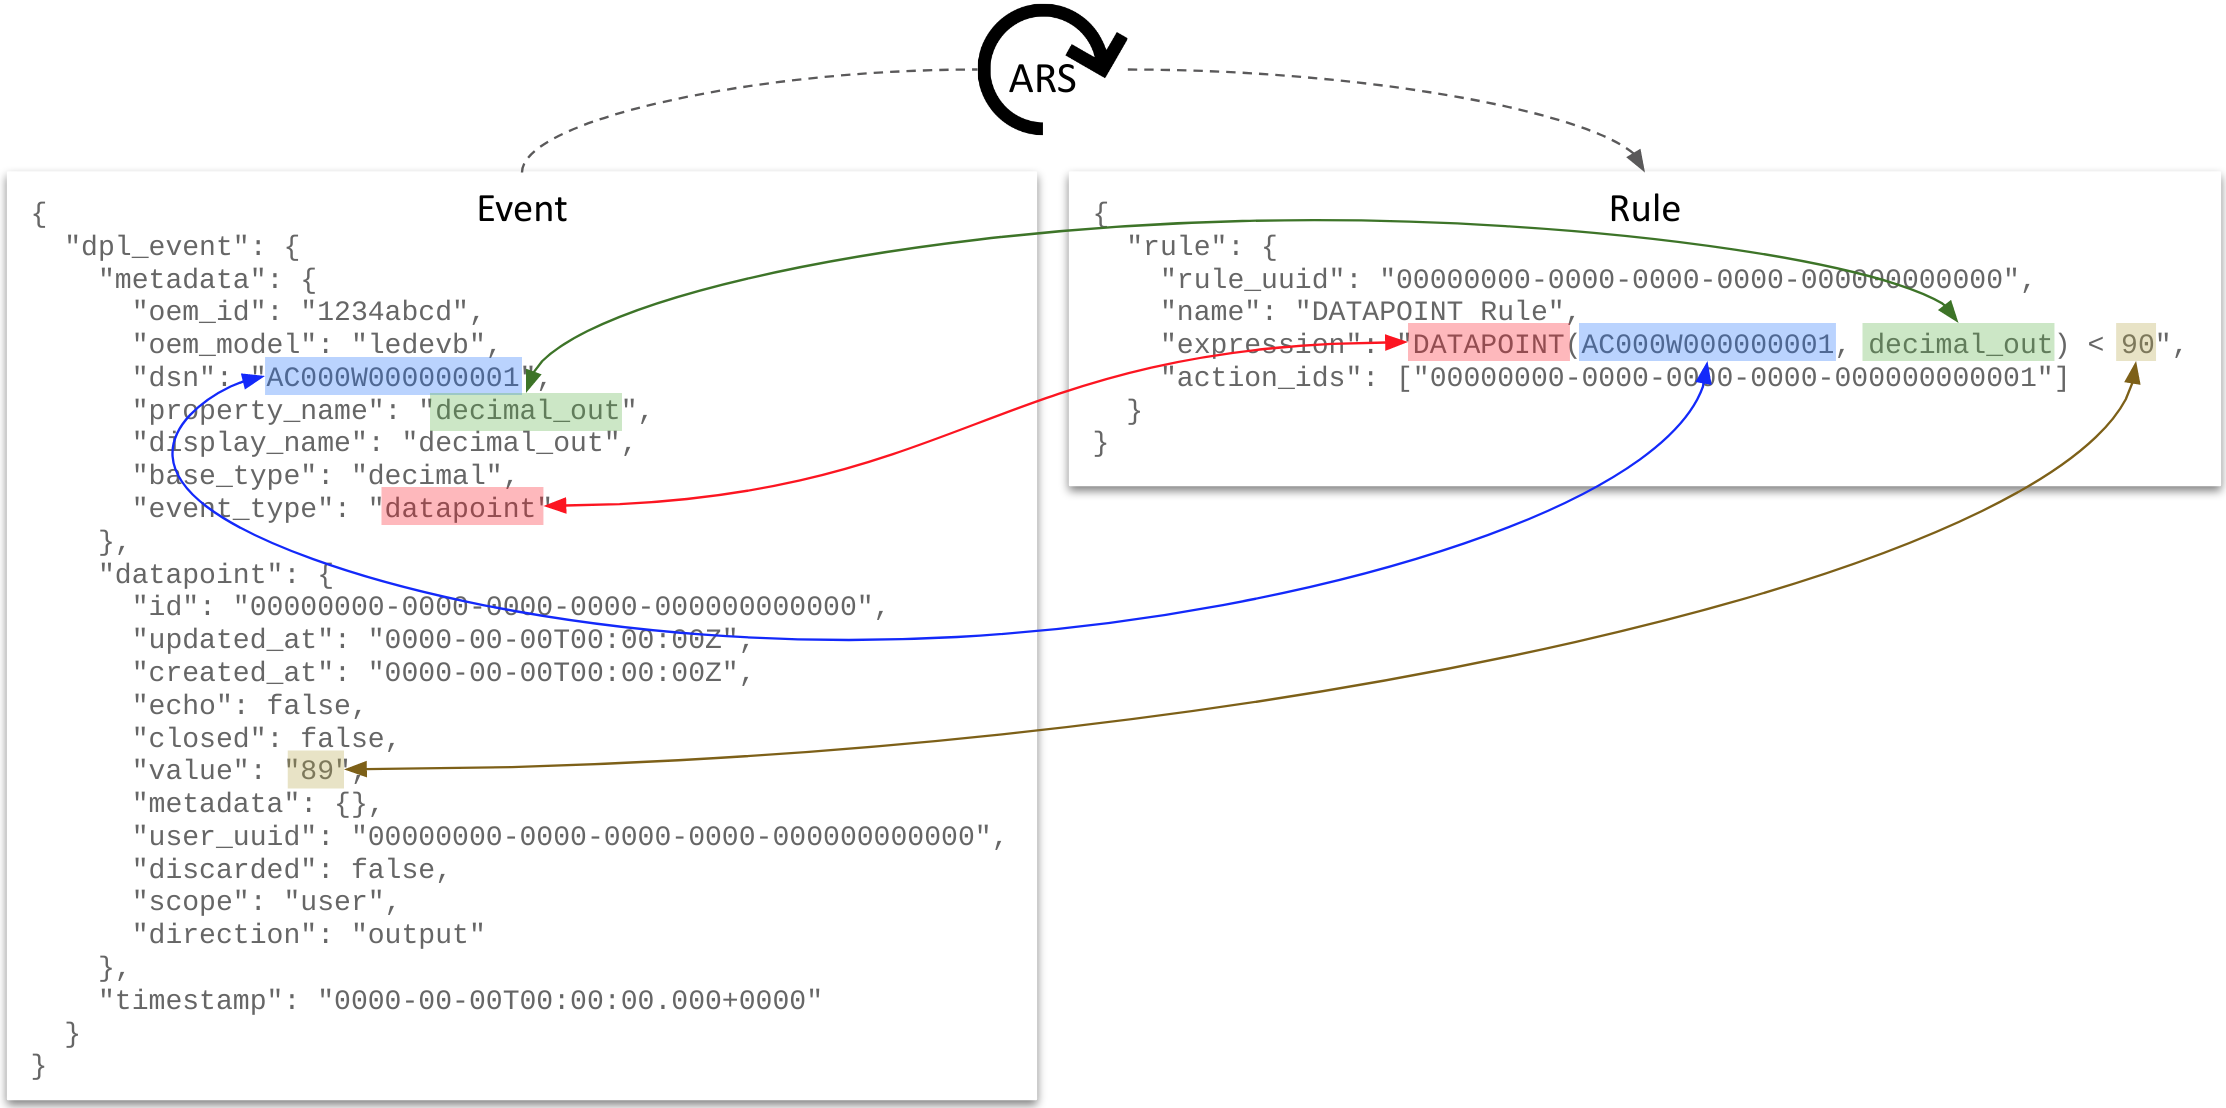 ARS
Event
{
  "dpl_event": {
    "metadata": {
      "oem_id": "1234abcd",
      "oem_model": "ledevb",
      "dsn": "AC000W000000001",
      "property_name": "decimal_out",
      "display_name": "decimal_out",
      "base_type": "decimal",
      "event_type": "datapoint"
    },
    "datapoint": {
      "id": "00000000-0000-0000-0000-000000000000",
      "updated_at": "0000-00-00T00:00:00Z",
      "created_at": "0000-00-00T00:00:00Z",
      "echo": false,
      "closed": false,
      "value": "89",
      "metadata": {},
      "user_uuid": "00000000-0000-0000-0000-000000000000",
      "discarded": false,
      "scope": "user",
      "direction": "output"
    },
    "timestamp": "0000-00-00T00:00:00.000+0000"
  }
}
Rule
{
  "rule": {
    "rule_uuid": "00000000-0000-0000-0000-000000000000",
    "name": "DATAPOINT Rule",
    "expression": "DATAPOINT(AC000W000000001, decimal_out) < 90",
    "action_ids": ["00000000-0000-0000-0000-000000000001"]
  }
}